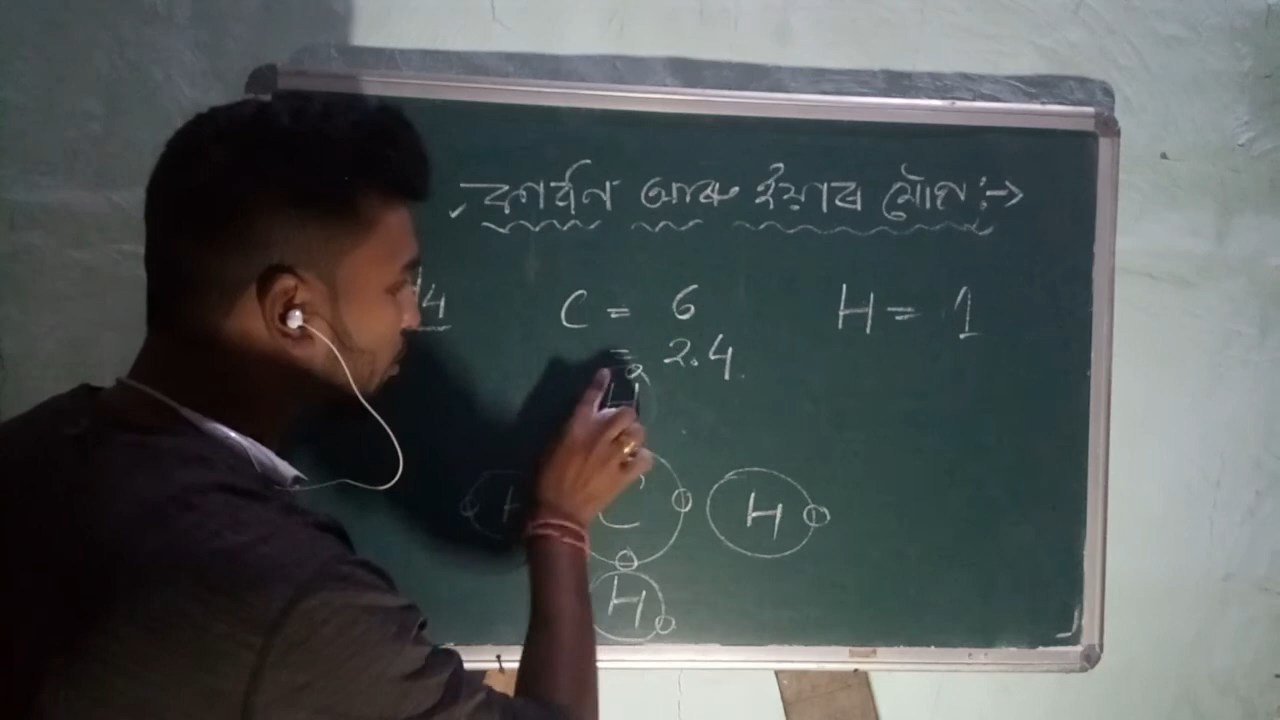 কাৰ্বন আৰু ইয়াৰ যৌগ :->
4 C = 6 H = 1
= 2.4
H
H C H
H